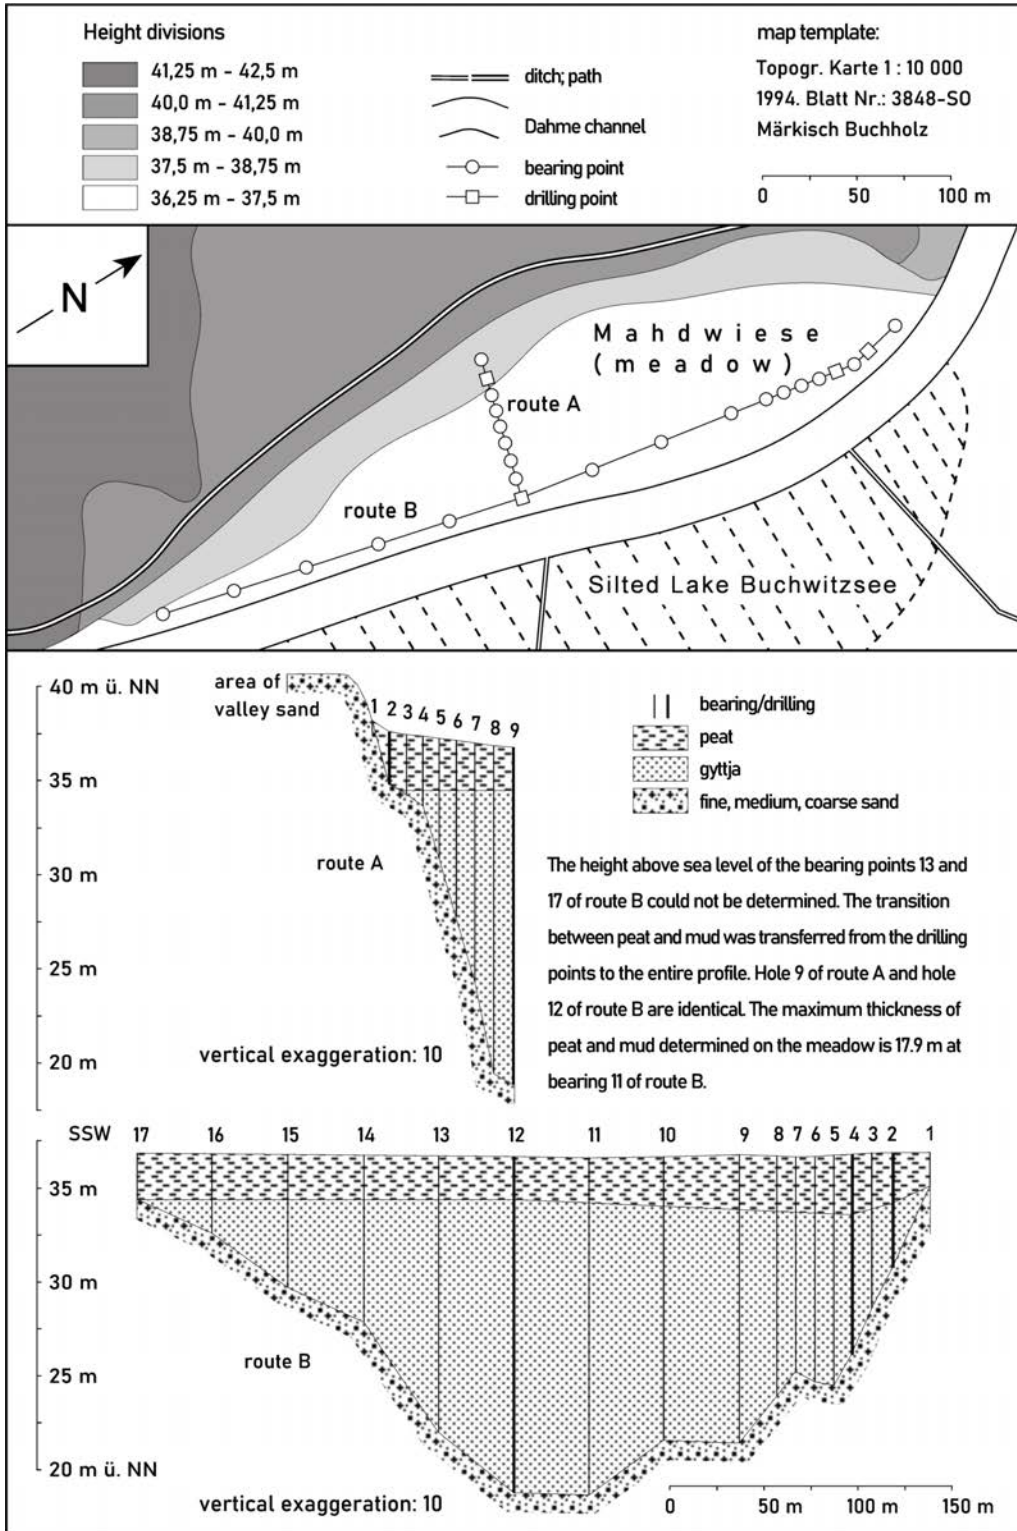 Height divisions
41,25 m - 42,5 m
40,0 m - 41,25 m
38,75 m - 40,0 m
37,5 m - 38,75 m
36,25 m - 37,5 m
ditch; path
Dahme channel
bearing point
drilling point
map template:
Topogr. Karte 1 : 10 000
1994. Blatt Nr.: 3848-SO
Märkisch Buchholz
0 50 100 m
N
Mahdwiese
(meadow)
route A
route B
Silted Lake Buchwitzsee
40 m ü. NN
35 m
30 m
25 m
20 m
area of
valley sand
1 2 3 4 5 6 7 8 9
route A
vertical exaggeration: 10
bearing/drilling
peat
gyttja
fine, medium, coarse sand
The height above sea level of the bearing points 13 and
17 of route B could not be determined. The transition
between peat and mud was transferred from the drilling
points to the entire profile. Hole 9 of route A and hole
12 of route B are identical. The maximum thickness of
peat and mud determined on the meadow is 17.9 m at
bearing 11 of route B.
SSW
17 16 15 14 13 12 11 10 9 8 7 6 5 4 3 2 1
35 m
30 m
25 m
20 m ü. NN
route B
vertical exaggeration: 10
0 50 m 100 m 150 m